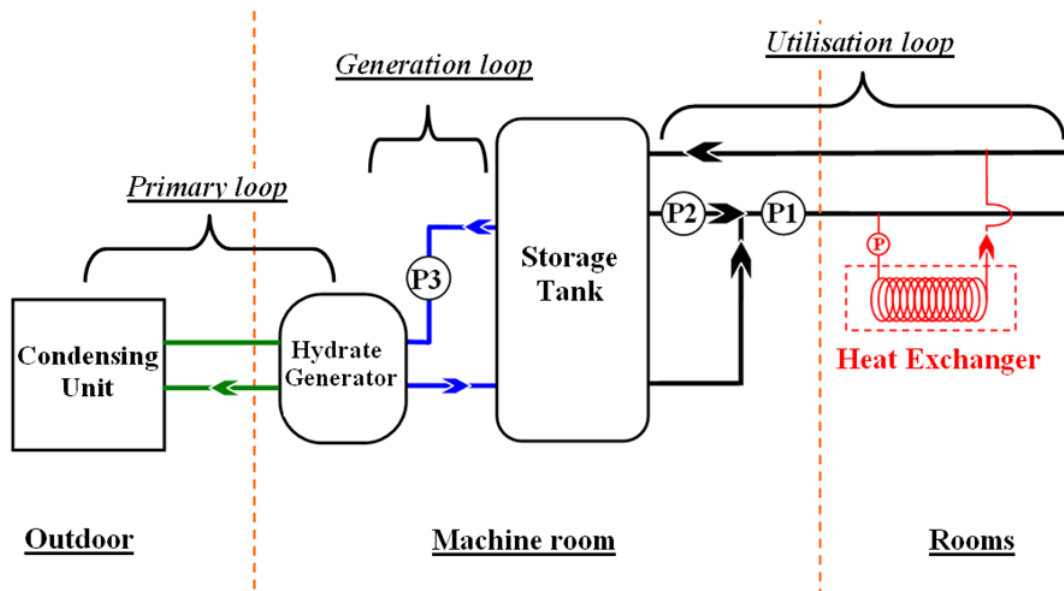 Utilisation loop
Generation loop
Primary loop
P2
P1
P
P3
Storage
Tank
Condensing
Unit
Hydrate
Generator
Heat Exchanger
Outdoor
Machine room
Rooms